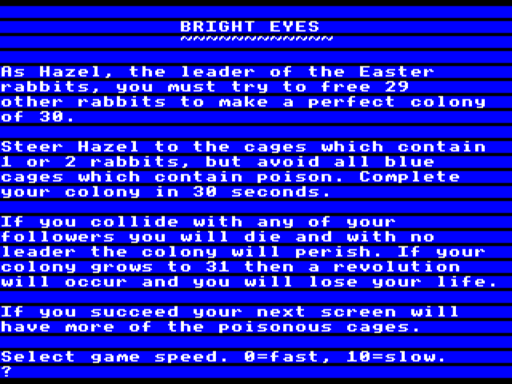 BRIGHT EYES
~~~~~~~~~~~~
As Hazel, the leader of the Easter
rabbits, you must try to free 29
other rabbits to make a perfect colony
of 30.
Steer Hazel to the cages which contain
1 or 2 rabbits, but avoid all blue
cages which contain poison. Complete
your colony in 30 seconds.
If you collide with any of your
followers you will die and with no
leader the colony will perish. If your
colony grows to 31 then a revolution
will occur and you will lose your life.
If you succeed your next screen will
have more of the poisonous cages.
Select game speed. 0=fast, 10=slow.
?